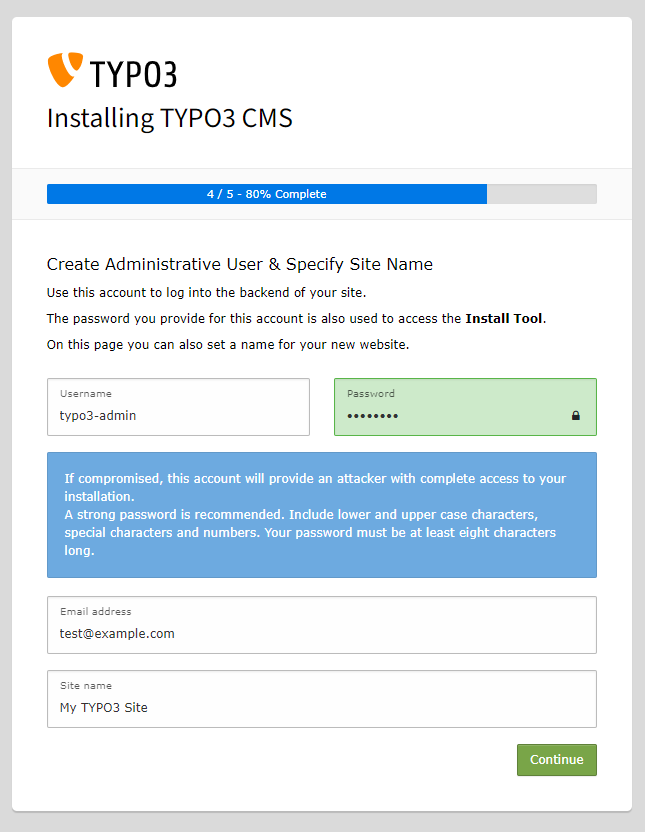 TYPO3
Installing TYPO3 CMS
4 / 5 - 80% Complete
Create Administrative User & Specify Site Name
Use this account to log into the backend of your site.
The password you provide for this account is also used to access the Install Tool.
On this page you can also set a name for your new website.
Username
typo3-admin
Password
••••••••
If compromised, this account will provide an attacker with complete access to your
installation.
A strong password is recommended. Include lower and upper case characters,
special characters and numbers. Your password must be at least eight characters
long.
Email address
test@example.com
Site name
My TYPO3 Site
Continue